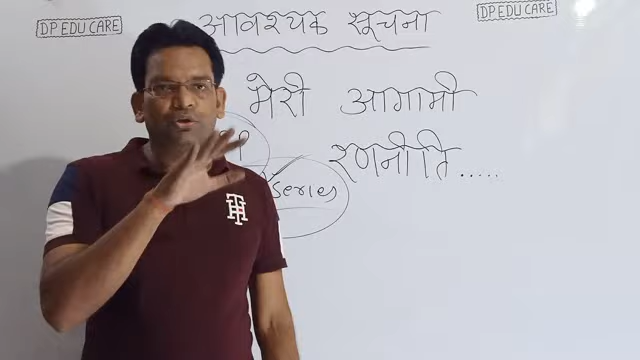 DP EDU CARE
DP EDU CARE
आवश्यक सूचना
मेरी आगामी
रणनीति.....
Series